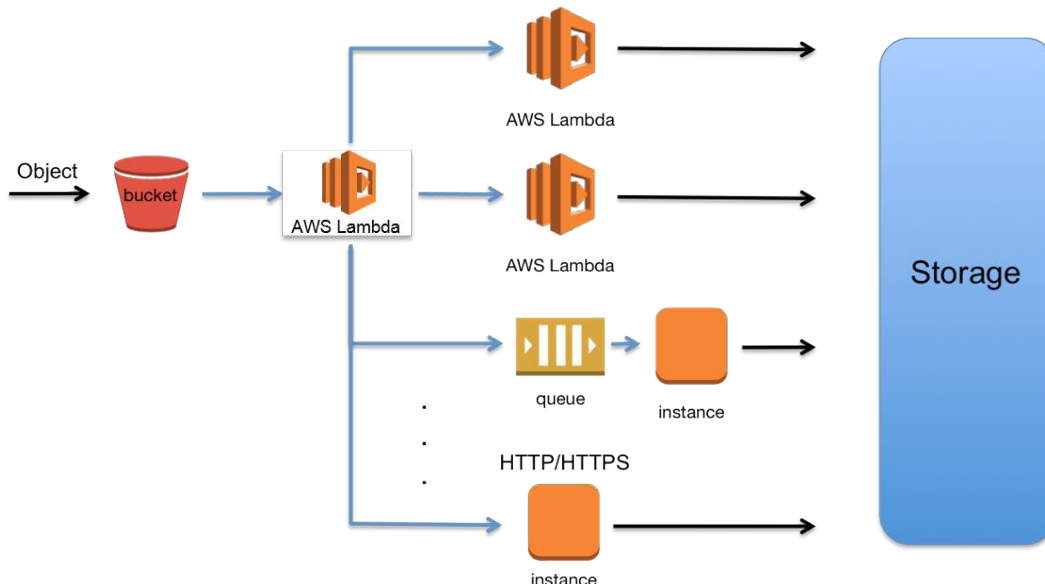 AWS Lambda
Object
bucket
AWS Lambda
AWS Lambda
Storage
queue
instance
HTTP/HTTPS
instance